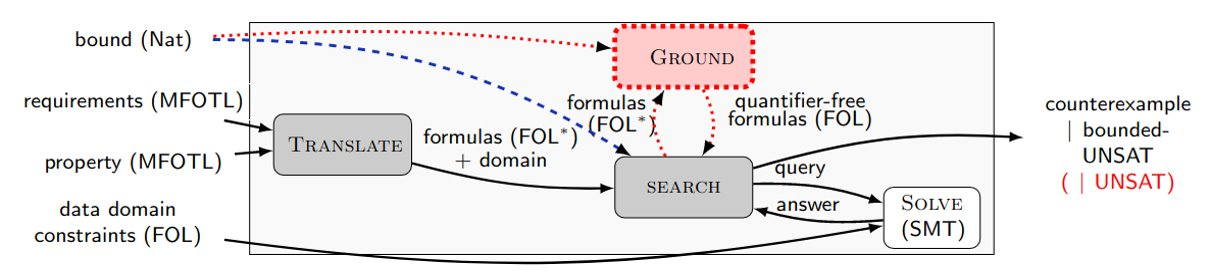 bound (Nat)
GROUND
requirements (MFOTL)
formulas
(FOL*)
quantifier-free
formulas (FOL)
counterexample
| bounded-
UNSAT
( | UNSAT)
TRANSLATE
formulas (FOL*)
+ domain
property (MFOTL)
query
SEARCH
answer
SOLVE
(SMT)
data domain
constraints (FOL)